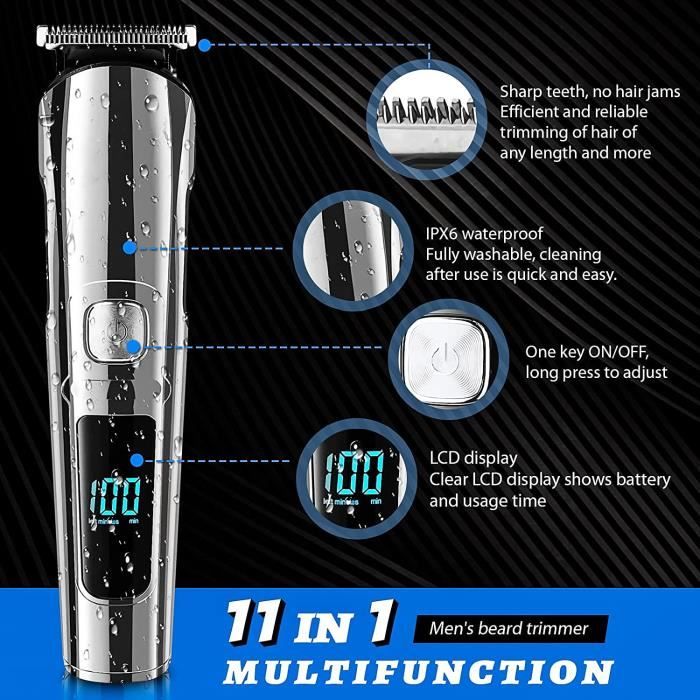 Sharp teeth, no hair jams
Efficient and reliable
trimming of hair of
any length and more
IPX6 waterproof
Fully washable, cleaning
after use is quick and easy.
One key ON/OFF,
long press to adjust
100
min
LCD display
Clear LCD display shows battery
and usage time
100
min
11 IN 1
Men's beard trimmer
MULTIFUNCTION